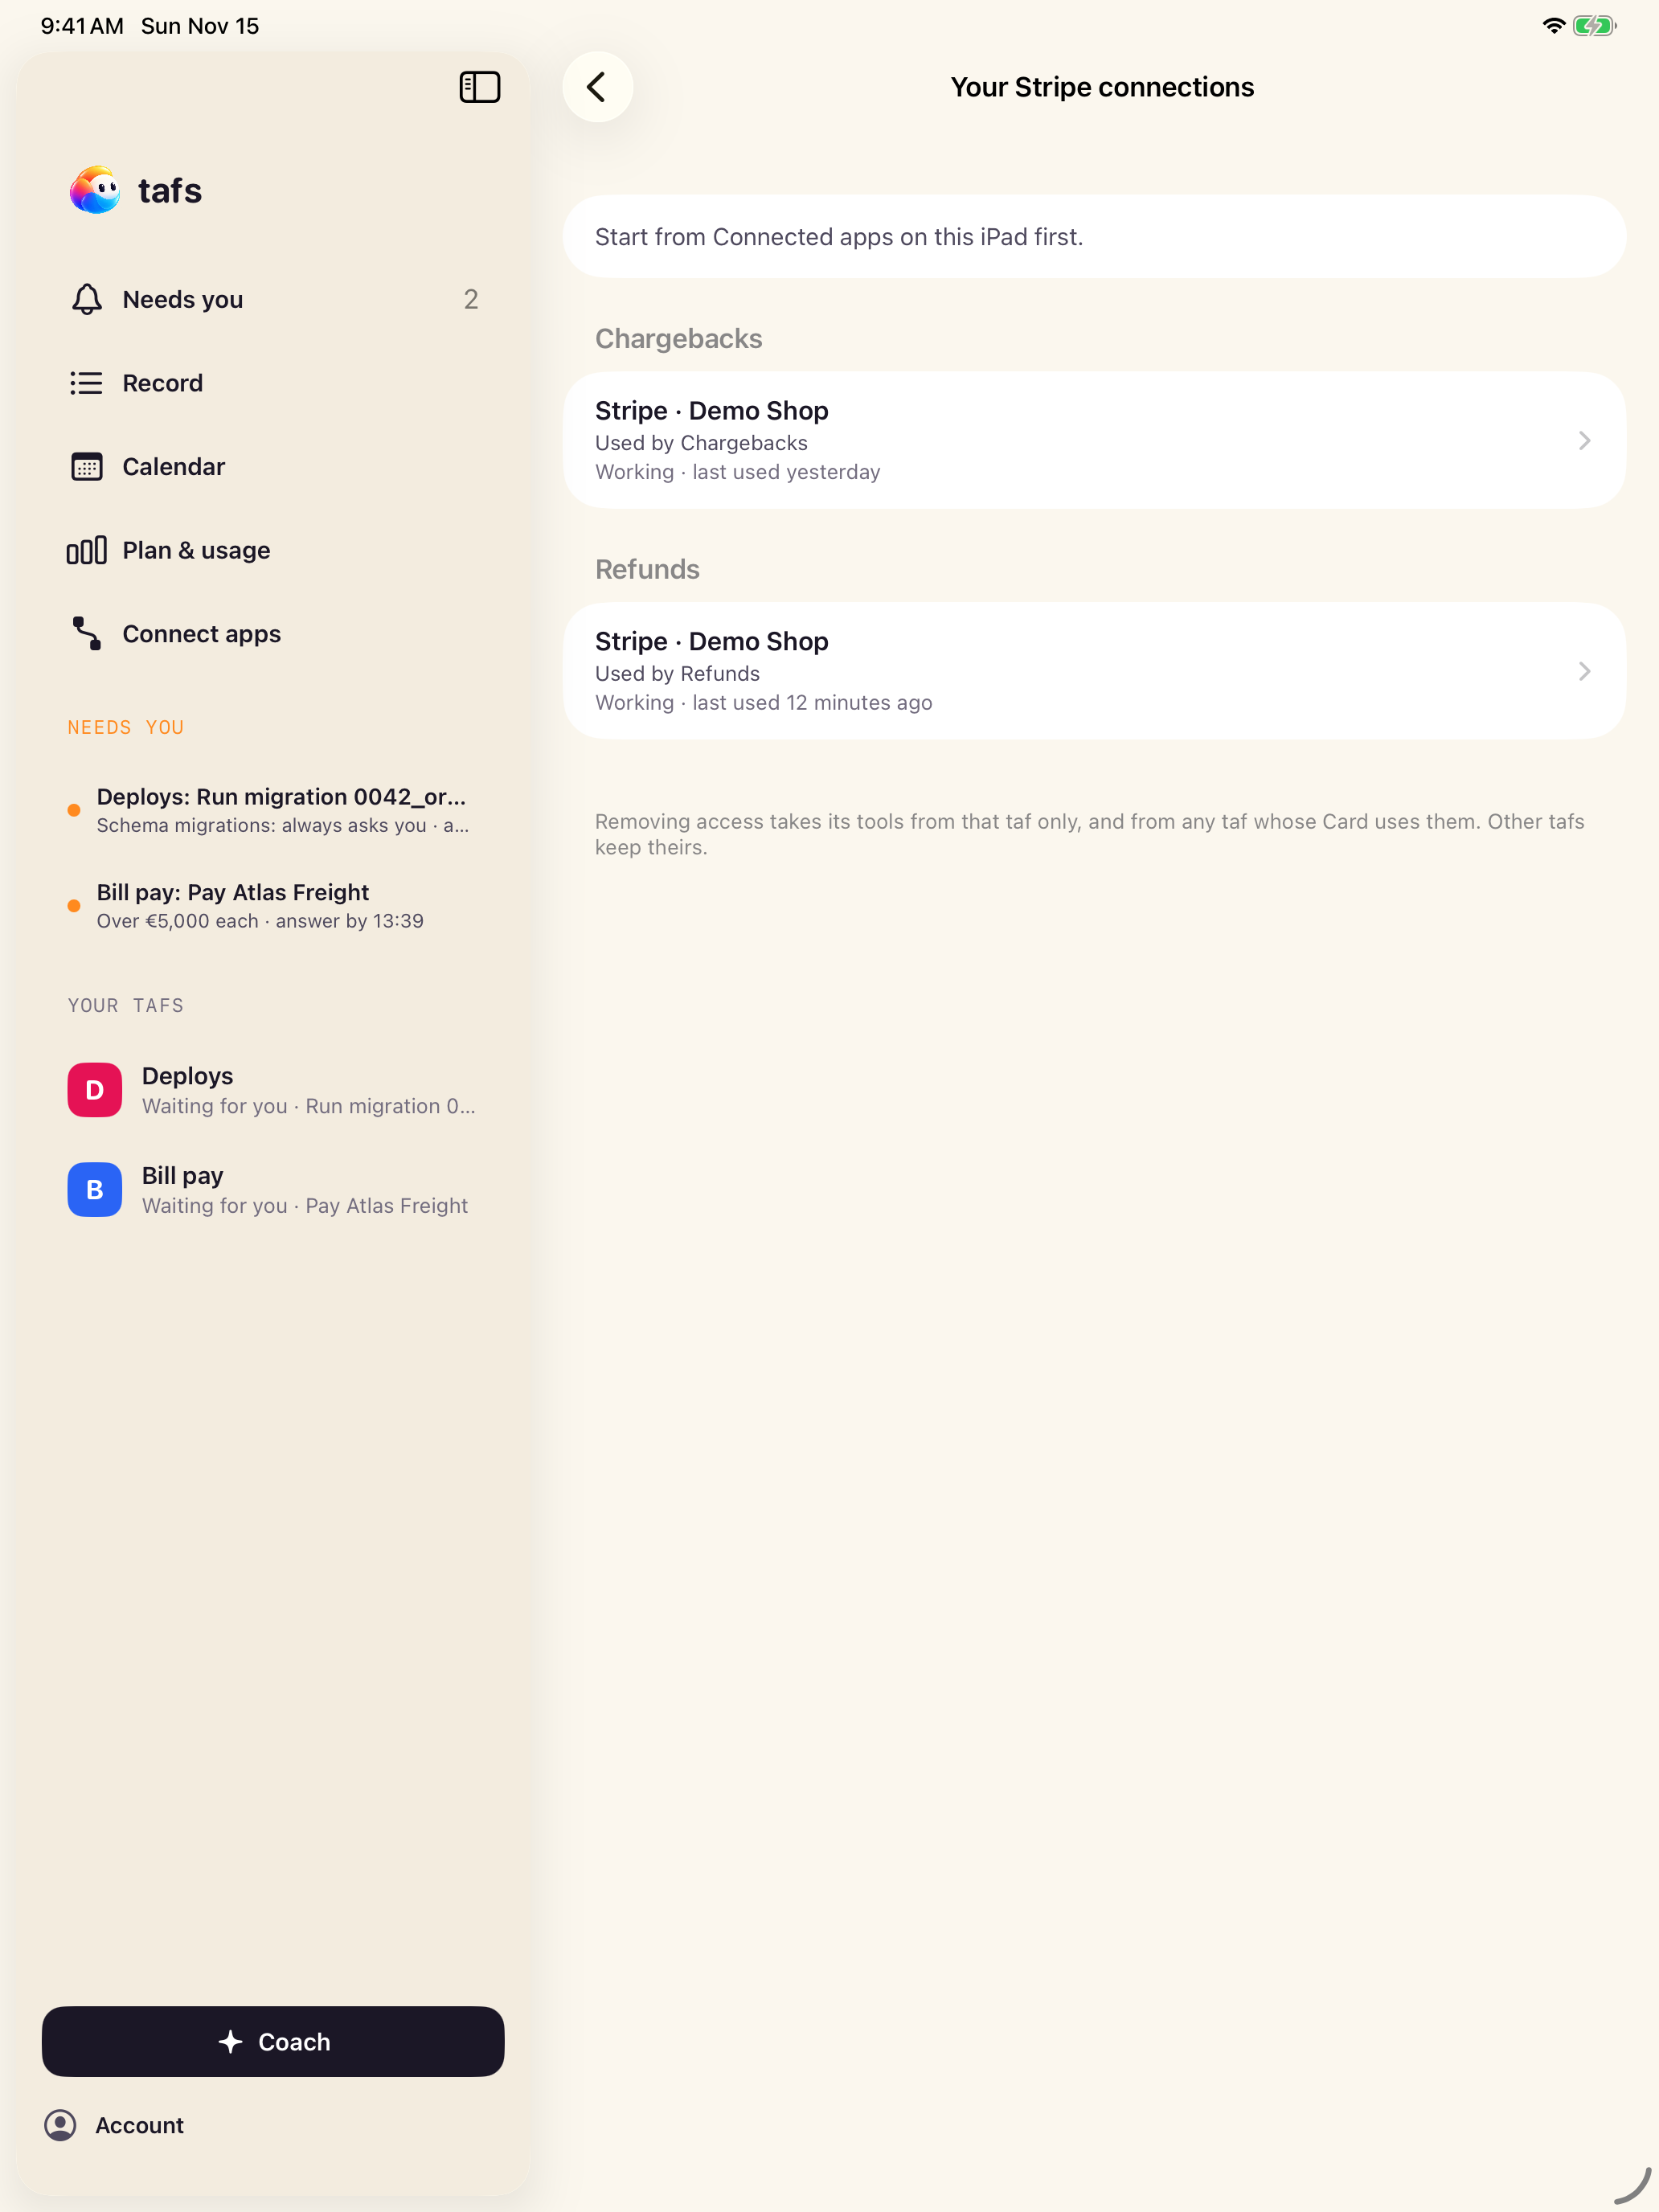 9:41 AM Sun Nov 15
tafs
Needs you 2
Record
Calendar
Plan & usage
Connect apps
NEEDS YOU
Deploys: Run migration 0042_or...
Schema migrations: always asks you · a...
Bill pay: Pay Atlas Freight
Over €5,000 each · answer by 13:39
YOUR TAFS
D
Deploys
Waiting for you · Run migration 0...
B
Bill pay
Waiting for you · Pay Atlas Freight
Coach
Account
Your Stripe connections
Start from Connected apps on this iPad first.
Chargebacks
Stripe · Demo Shop
Used by Chargebacks
Working · last used yesterday
Refunds
Stripe · Demo Shop
Used by Refunds
Working · last used 12 minutes ago
Removing access takes its tools from that taf only, and from any taf whose Card uses them. Other tafs
keep theirs.